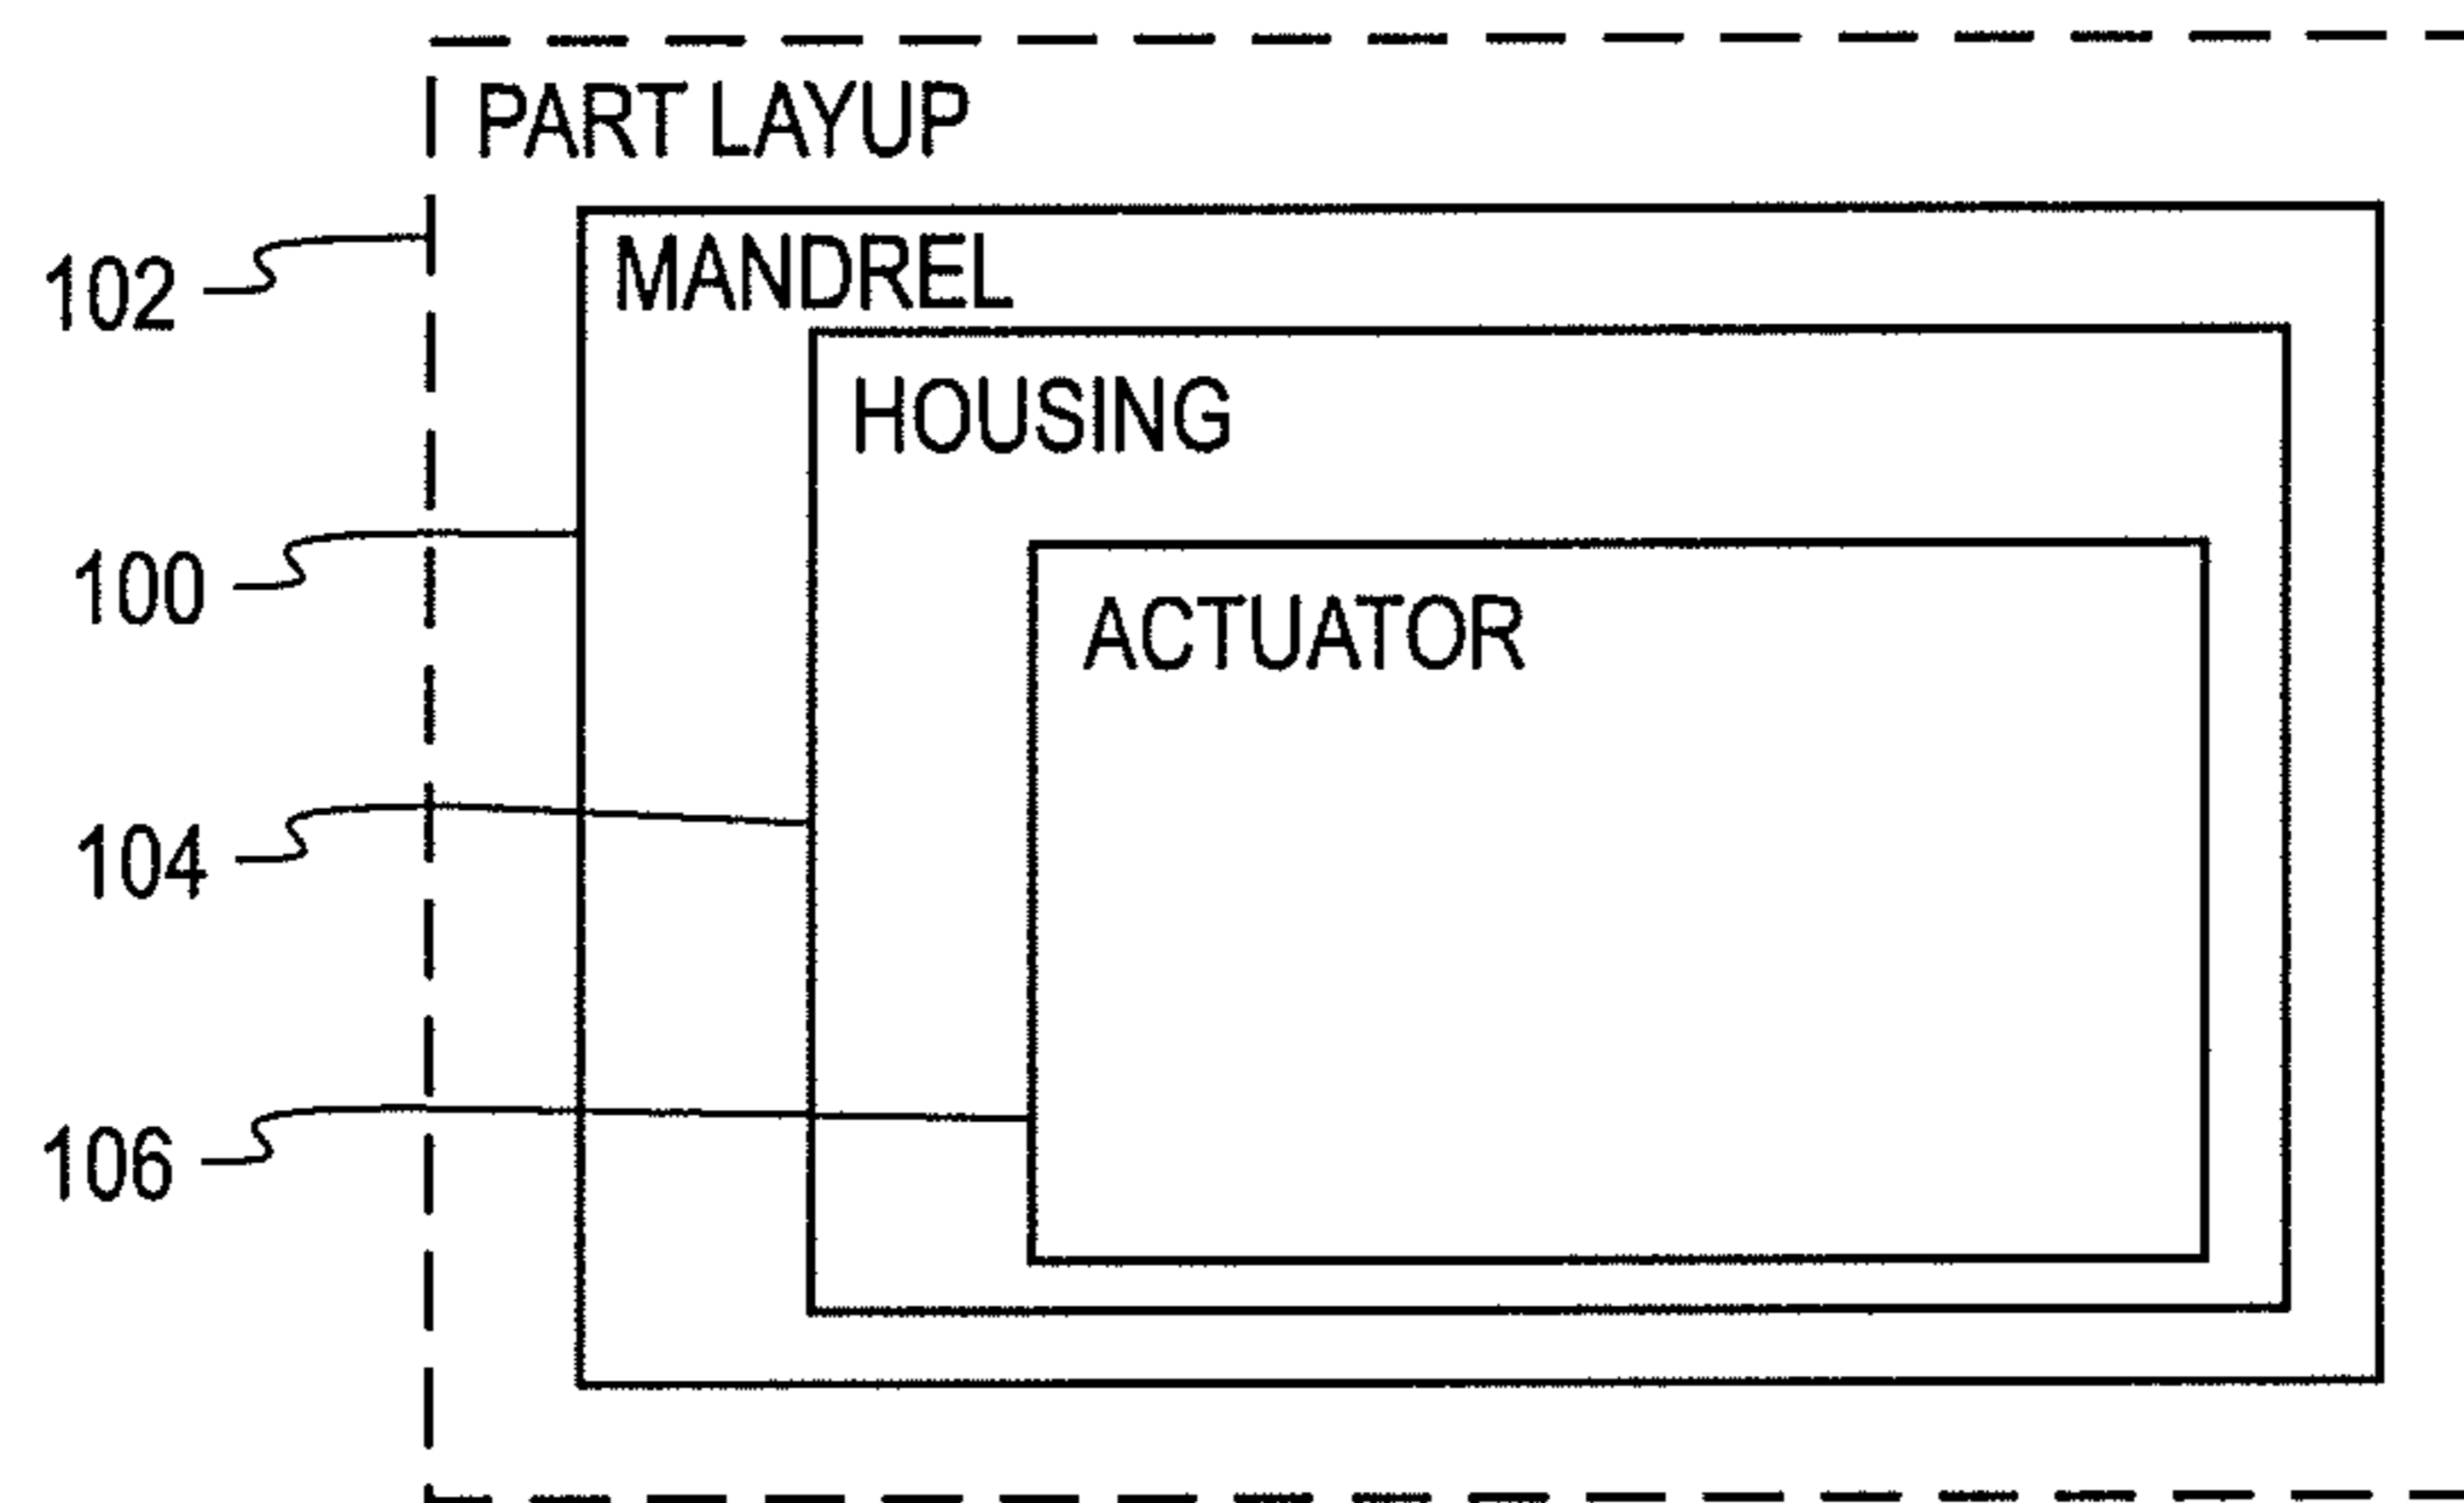 PART LAYUP
MANDREL
102
HOUSING
100
ACTUATOR
104
106